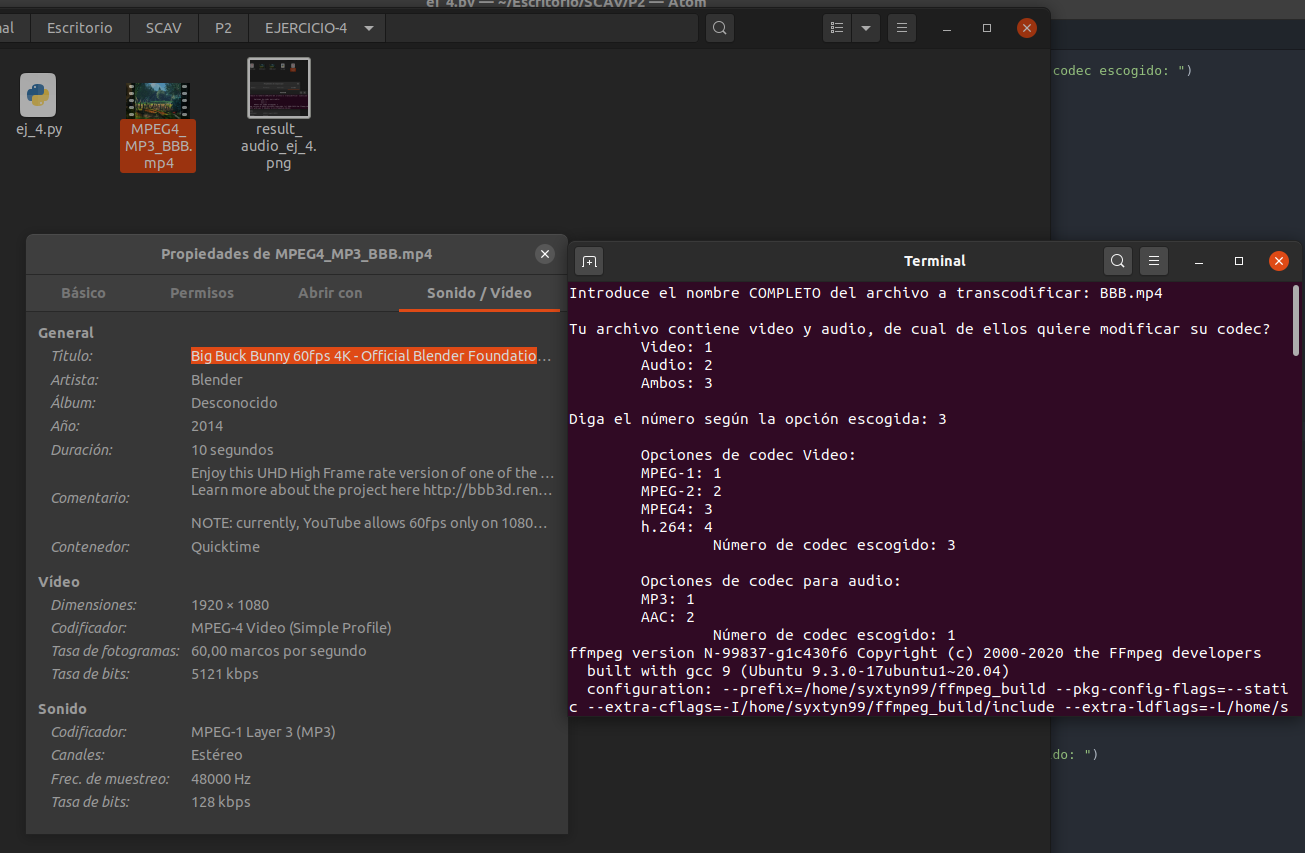 ej_4.py — ~/Escritorio/SCAV/P2 — Atom
al Escritorio SCAV P2 EJERCICIO-4
codec escogido: ")
ej_4.py
MPEG4_
MP3_BBB.
mp4
result_
audio_ej_4.
png
Propiedades de MPEG4_MP3_BBB.mp4
Básico Permisos Abrir con Sonido / Vídeo
General
Título: Big Buck Bunny 60fps 4K - Official Blender Foundatio…
Artista: Blender
Álbum: Desconocido
Año: 2014
Duración: 10 segundos
Comentario: Enjoy this UHD High Frame rate version of one of the …
Learn more about the project here http://bbb3d.ren…
NOTE: currently, YouTube allows 60fps only on 1080…
Contenedor: Quicktime
Vídeo
Dimensiones: 1920 × 1080
Codificador: MPEG-4 Video (Simple Profile)
Tasa de fotogramas: 60,00 marcos por segundo
Tasa de bits: 5121 kbps
Sonido
Codificador: MPEG-1 Layer 3 (MP3)
Canales: Estéreo
Frec. de muestreo: 48000 Hz
Tasa de bits: 128 kbps
Terminal
Introduce el nombre COMPLETO del archivo a transcodificar: BBB.mp4
Tu archivo contiene video y audio, de cual de ellos quiere modificar su codec?
Video: 1
Audio: 2
Ambos: 3
Diga el número según la opción escogida: 3
Opciones de codec Video:
MPEG-1: 1
MPEG-2: 2
MPEG4: 3
h.264: 4
Número de codec escogido: 3
Opciones de codec para audio:
MP3: 1
AAC: 2
Número de codec escogido: 1
ffmpeg version N-99837-g1c430f6 Copyright (c) 2000-2020 the FFmpeg developers
built with gcc 9 (Ubuntu 9.3.0-17ubuntu1~20.04)
configuration: --prefix=/home/syxtyn99/ffmpeg_build --pkg-config-flags=--stati
c --extra-cflags=-I/home/syxtyn99/ffmpeg_build/include --extra-ldflags=-L/home/s
do: ")